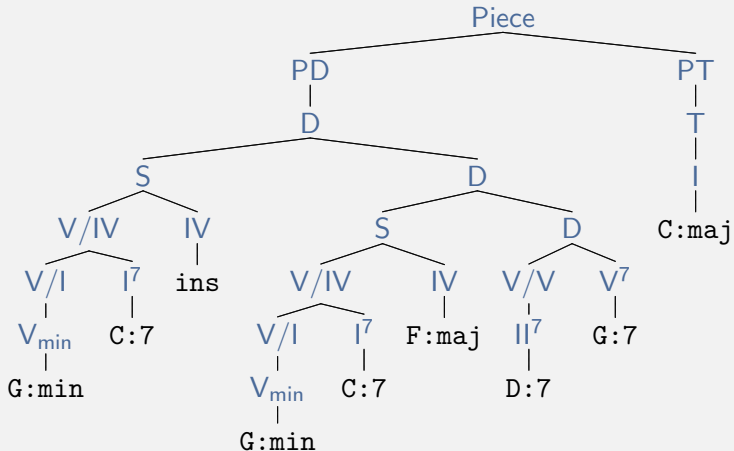 Piece
PD PT
D T
S D I
V/IV IV S D C:maj
V/I I⁷ ins V/IV IV V/V V⁷
V_min C:7 V/I I⁷ F:maj II⁷ G:7
G:min V_min C:7 D:7
G:min